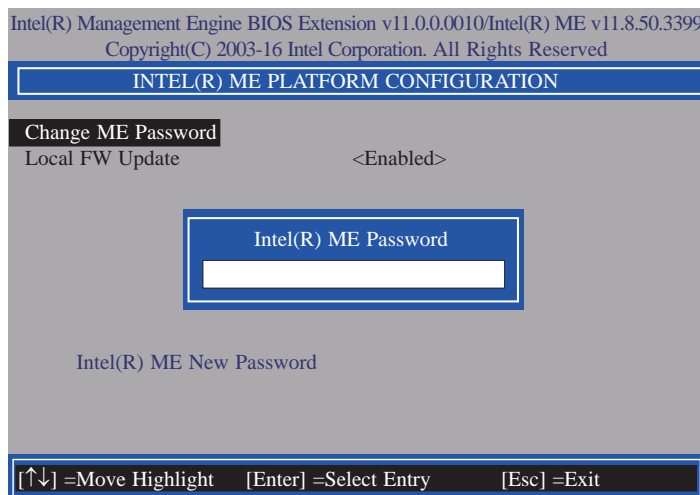 Intel(R) Management Engine BIOS Extension v11.0.0.0010/Intel(R) ME v11.8.50.3399
Copyright(C) 2003-16 Intel Corporation. All Rights Reserved
INTEL(R) ME PLATFORM CONFIGURATION
Change ME Password
Local FW Update <Enabled>
Intel(R) ME Password
Intel(R) ME New Password
[↑↓] =Move Highlight [Enter] =Select Entry [Esc] =Exit